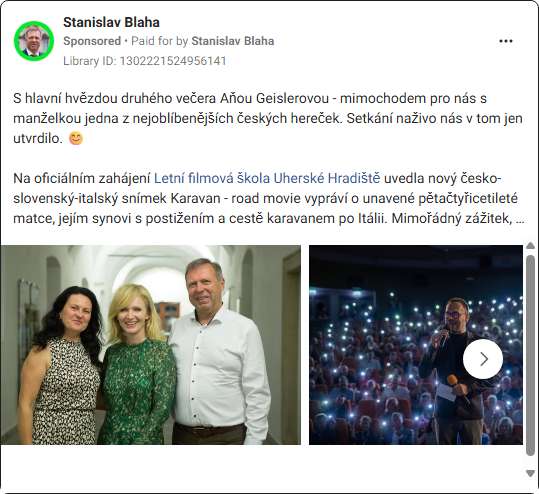 Stanislav Blaha
Sponsored • Paid for by Stanislav Blaha
Library ID: 1302221524956141
S hlavní hvězdou druhého večera Aňou Geislerovou - mimochodem pro nás s
manželkou jedna z nejoblíbenějších českých hereček. Setkání naživo nás v tom jen
utvrdilo. 😊
Na oficiálním zahájení Letní filmová škola Uherské Hradiště uvedla nový česko-
slovenský-italský snímek Karavan - road movie vypráví o unavené pětačtyřicetileté
matce, jejím synovi s postižením a cestě karavanem po Itálii. Mimořádný zážitek, ...